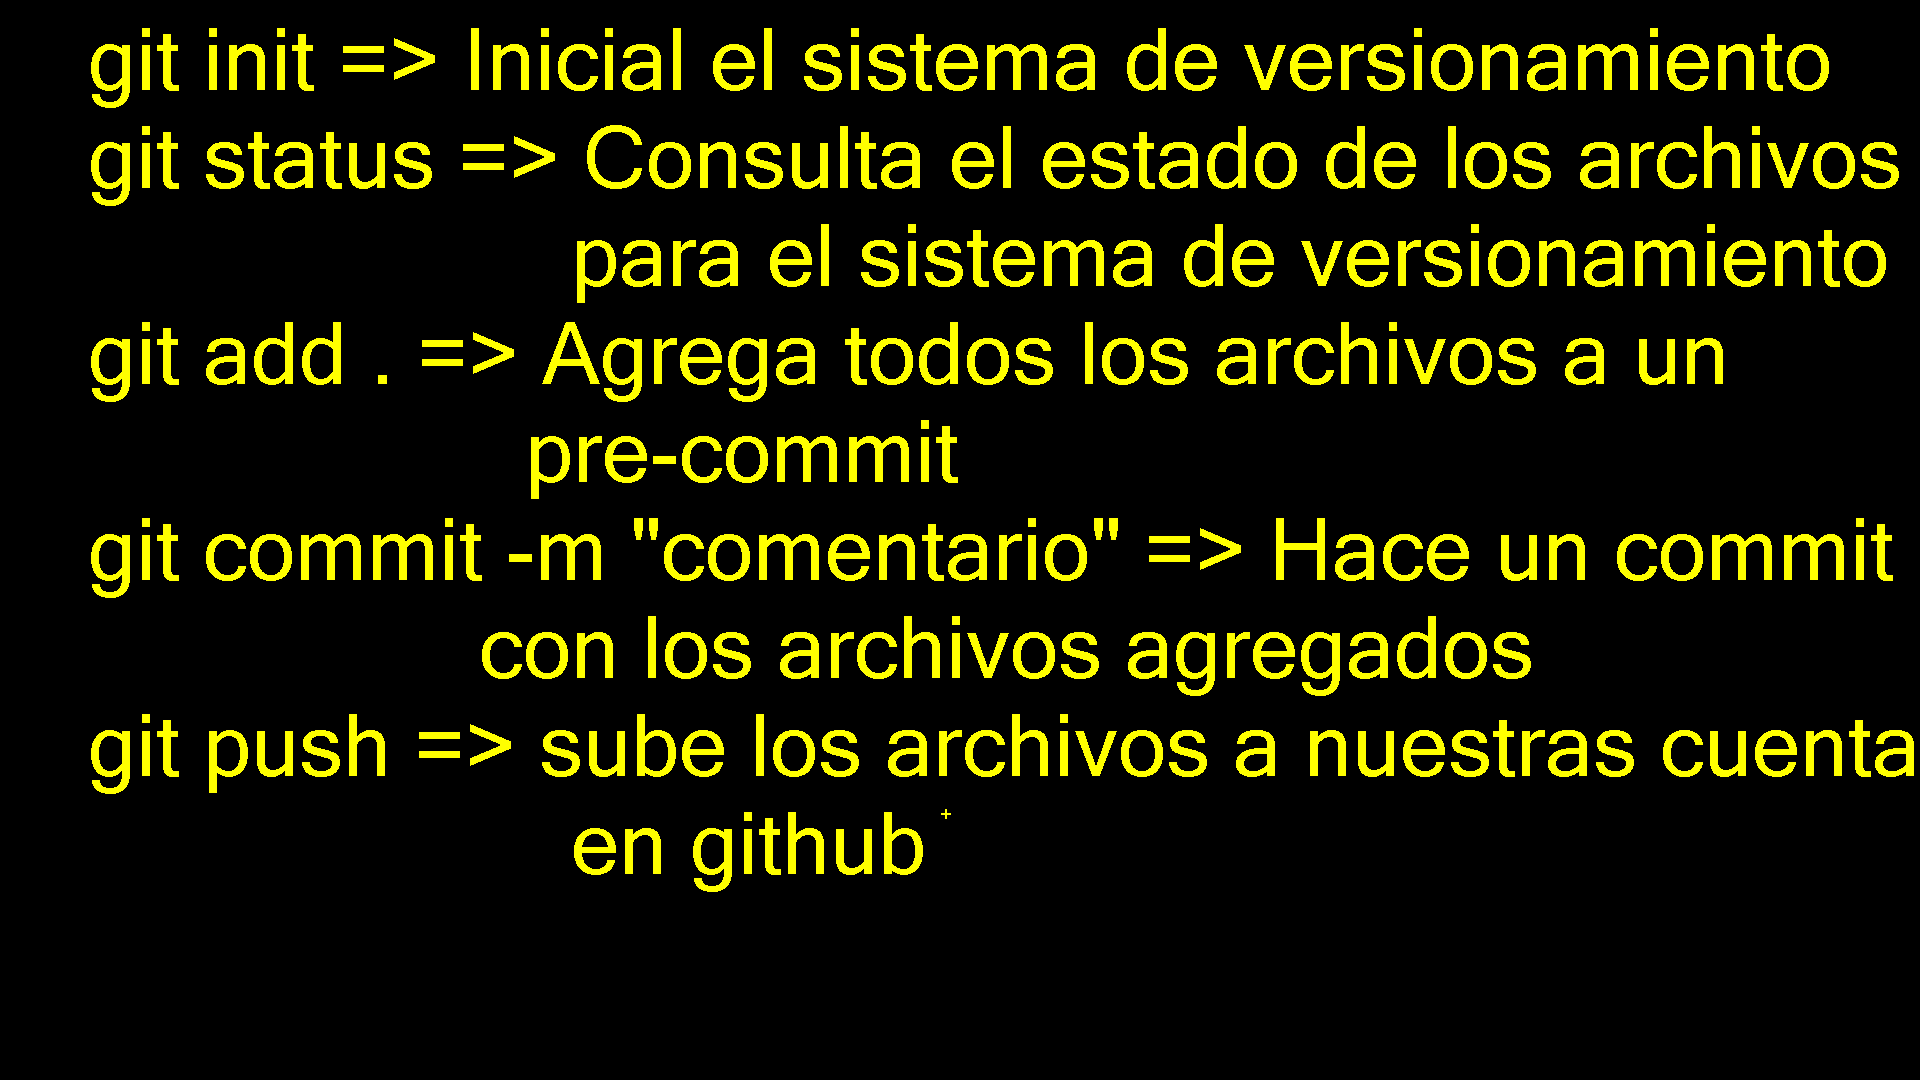 git init => Inicial el sistema de versionamiento
git status => Consulta el estado de los archivos
para el sistema de versionamiento
git add . => Agrega todos los archivos a un
pre-commit
git commit -m "comentario" => Hace un commit
con los archivos agregados
git push => sube los archivos a nuestras cuenta
en github